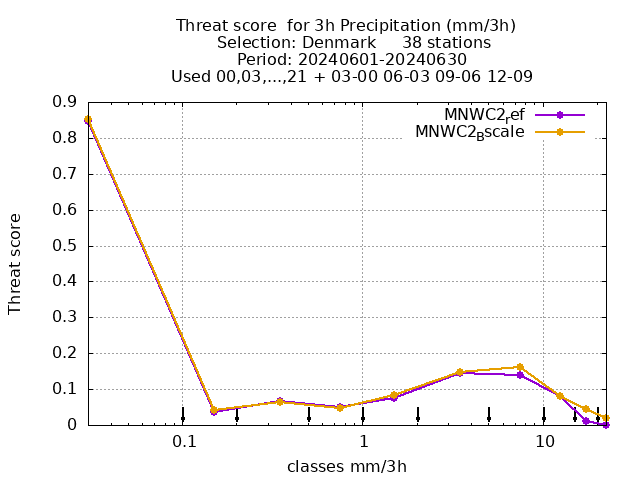 Threat score  for 3h Precipitation (mm/3h)
Selection: Denmark     38 stations
Period: 20240601-20240630
Used 00,03,...,21 + 03-00 06-03 09-06 12-09
MNWC2ref
MNWC2Bscale
0.9
0.8
0.7
0.6
0.5
0.4
0.3
0.2
0.1
0
Threat score
0.1 1 10
classes mm/3h